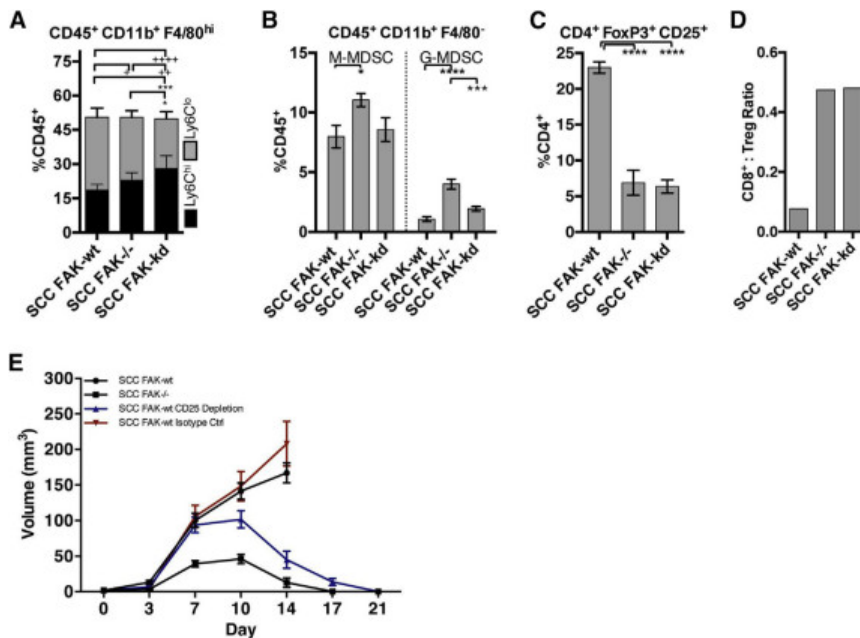 A
CD45+ CD11b+ F4/80hi
++++
+ ++
***
*
%CD45+
75
60
45
30
15
0
Ly6Chi Ly6Clo
SCC FAK-wt
SCC FAK-/-
SCC FAK-kd
B
CD45+ CD11b+ F4/80-
M-MDSC G-MDSC
* ****
***
%CD45+
15
10
5
0
SCC FAK-wt
SCC FAK-/-
SCC FAK-kd
SCC FAK-wt
SCC FAK-/-
SCC FAK-kd
C
CD4+ FoxP3+ CD25+
**** ****
%CD4+
25
20
15
10
5
0
SCC FAK-wt
SCC FAK-/-
SCC FAK-kd
D
CD8+ : Treg Ratio
0.6
0.4
0.2
0.0
SCC FAK-wt
SCC FAK-/-
SCC FAK-kd
E
SCC FAK-wt
SCC FAK-/-
SCC FAK-wt CD25 Depletion
SCC FAK-wt Isotype Ctrl
Volume (mm3)
300
250
200
150
100
50
0
0 3 7 10 14 17 21
Day